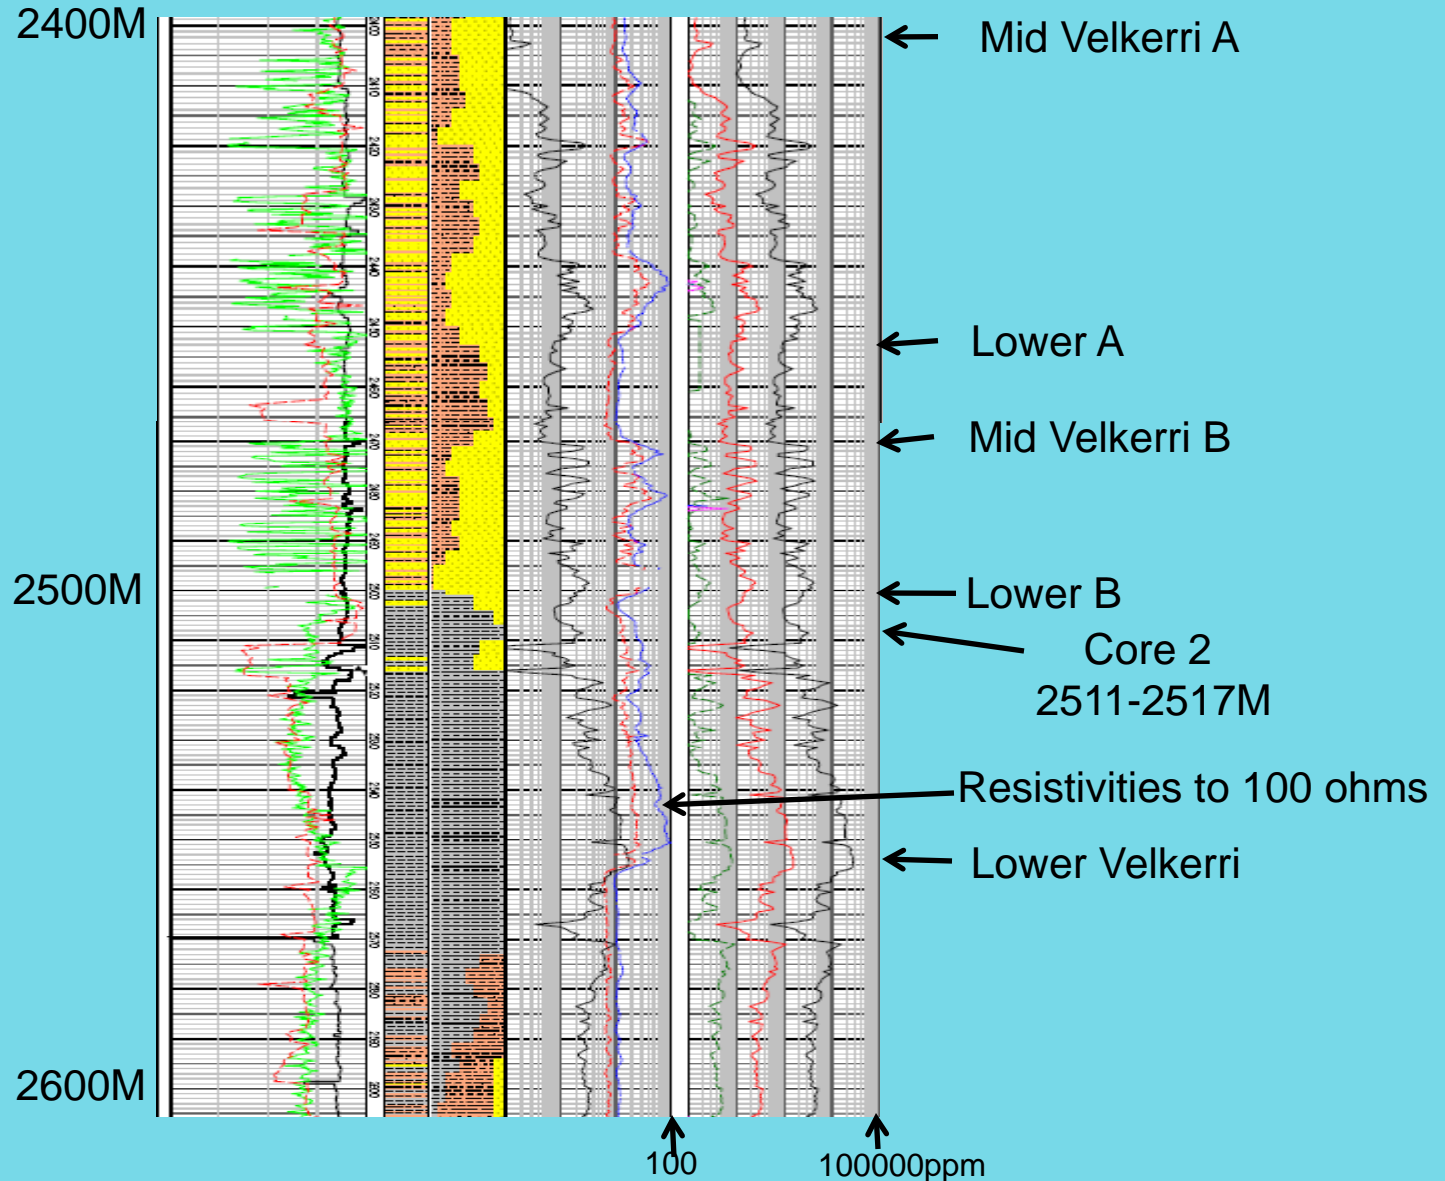 2400M
Mid Velkerri A
Lower A
Mid Velkerri B
2500M
Lower B
Core 2
2511-2517M
Resistivities to 100 ohms
Lower Velkerri
2600M
100
100000ppm